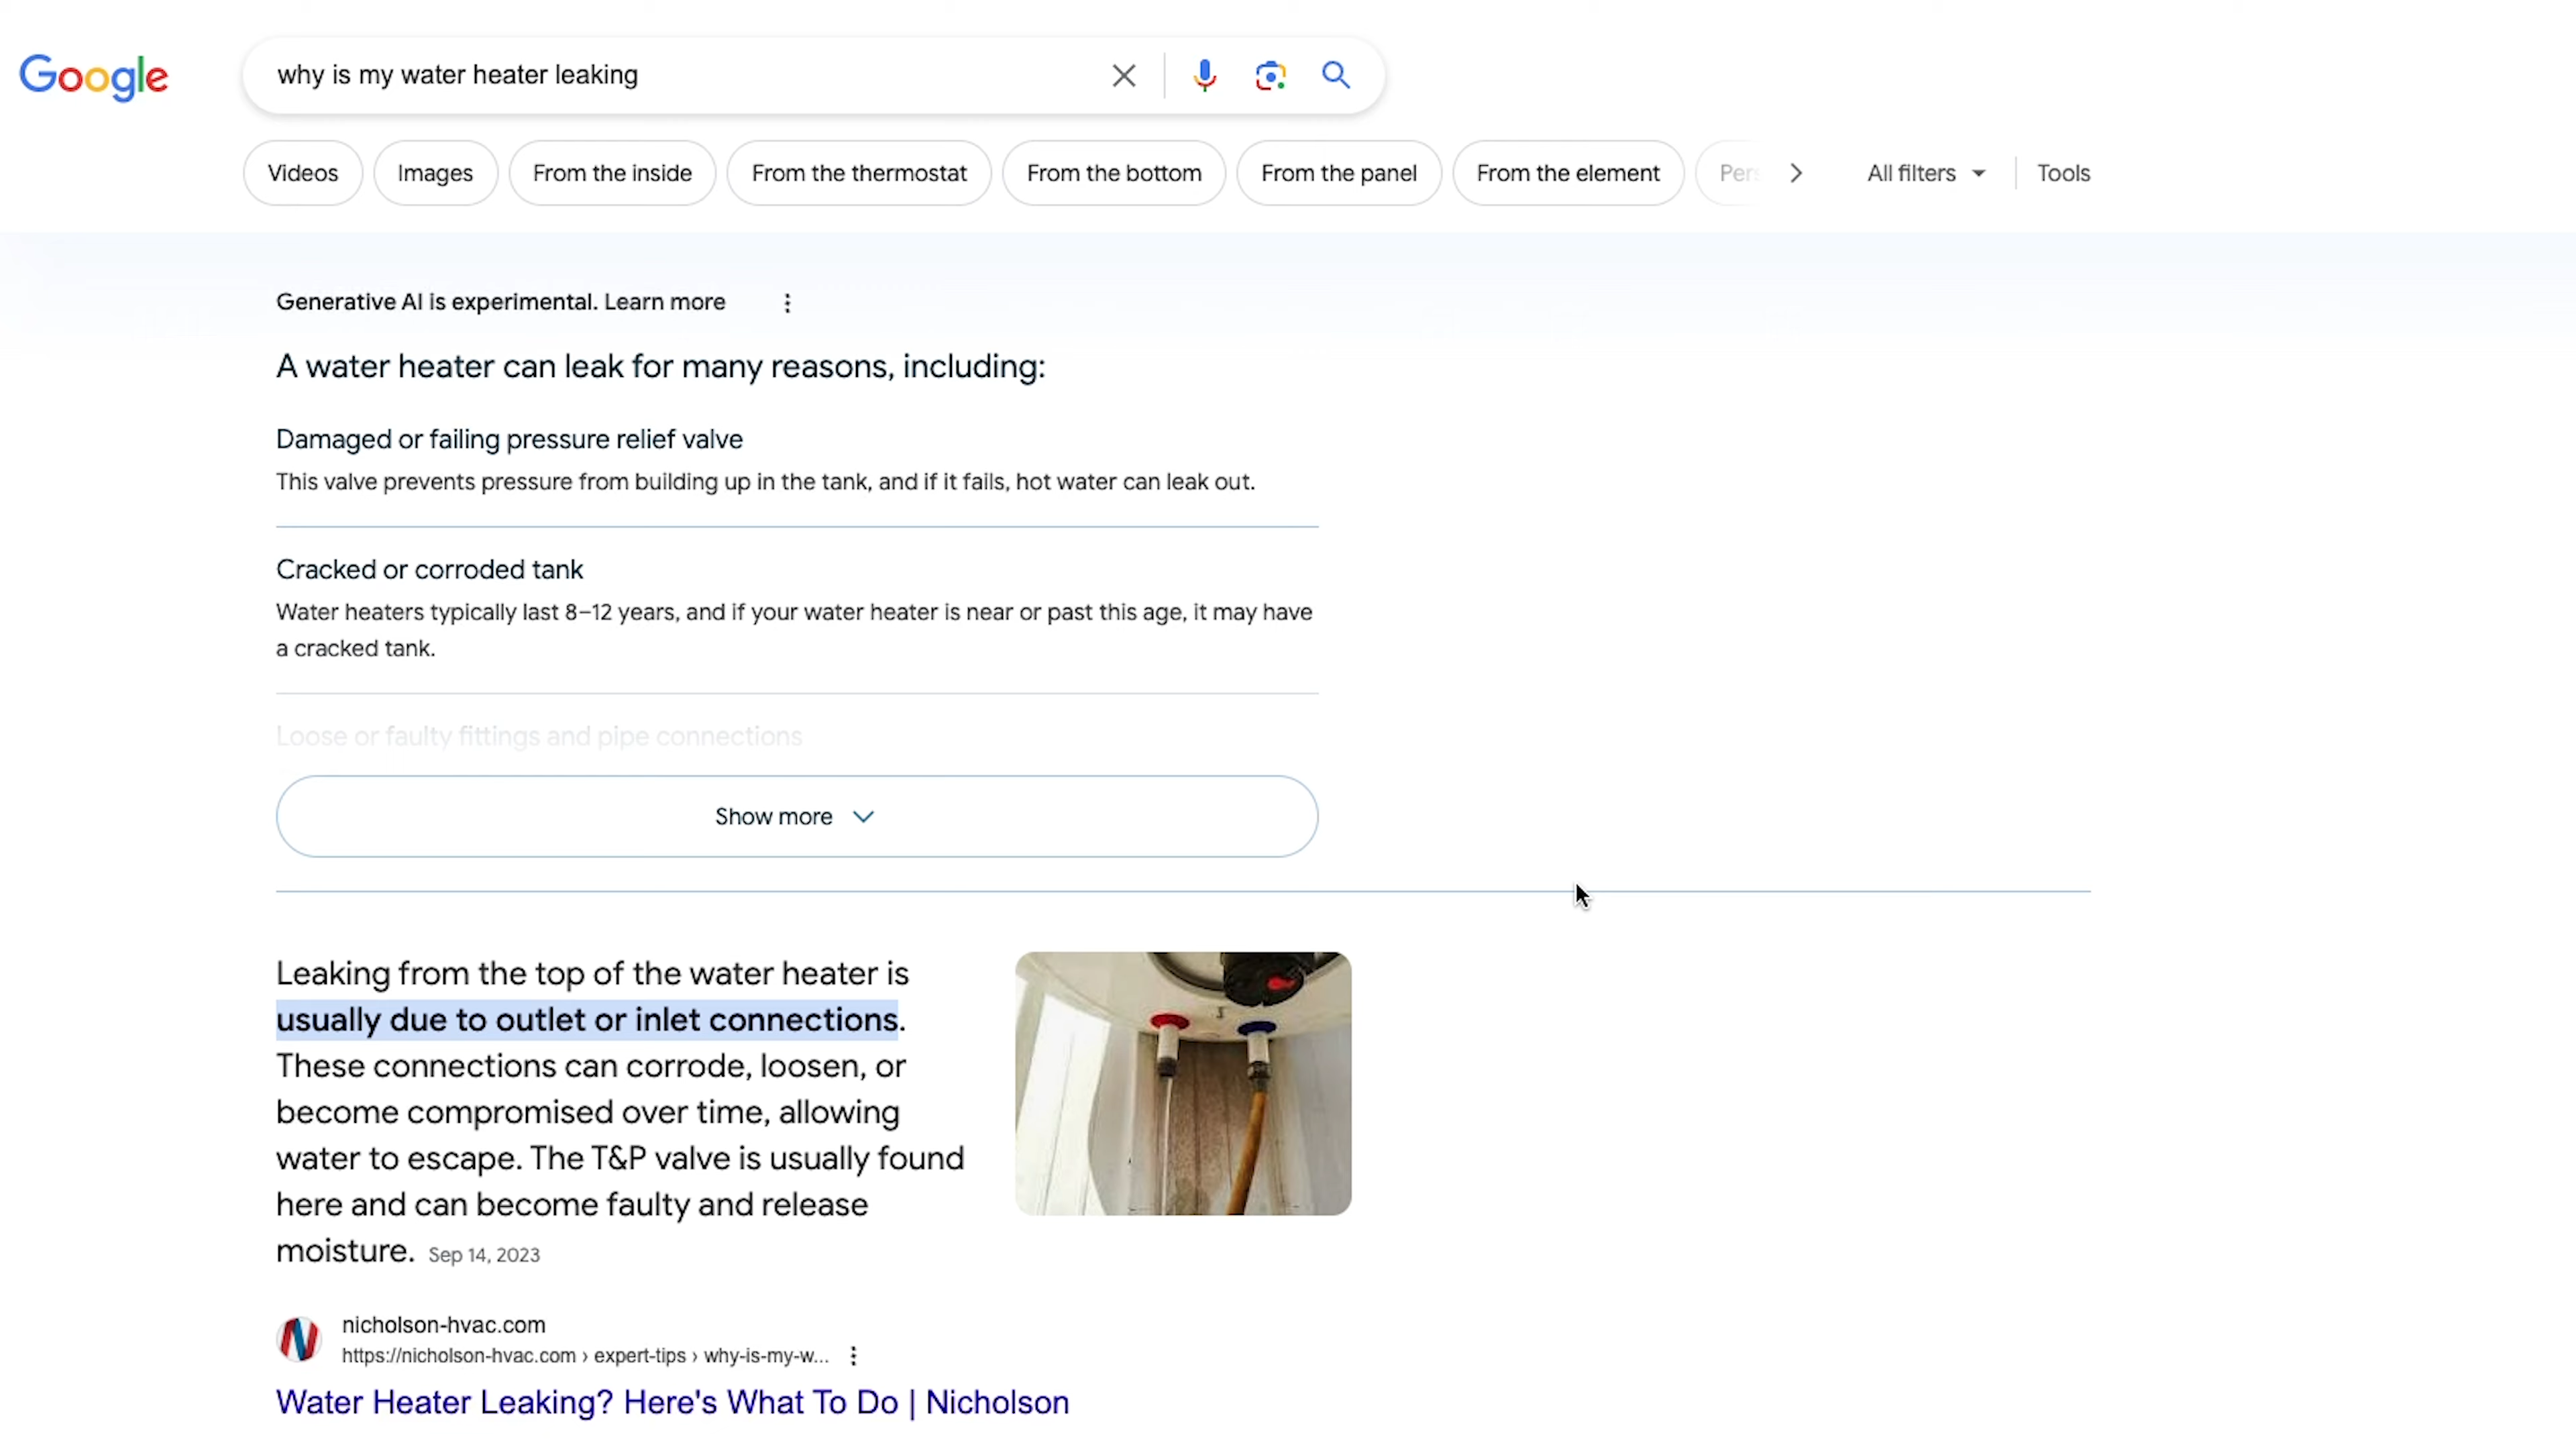 Google
why is my water heater leaking
Videos
Images
From the inside
From the thermostat
From the bottom
From the panel
From the element
All filters
Tools
Generative AI is experimental. Learn more
A water heater can leak for many reasons, including:
Damaged or failing pressure relief valve
This valve prevents pressure from building up in the tank, and if it fails, hot water can leak out.
Cracked or corroded tank
Water heaters typically last 8–12 years, and if your water heater is near or past this age, it may have
a cracked tank.
Loose or faulty fittings and pipe connections
Show more
Leaking from the top of the water heater is
usually due to outlet or inlet connections.
These connections can corrode, loosen, or
become compromised over time, allowing
water to escape. The T&P valve is usually found
here and can become faulty and release
moisture. Sep 14, 2023
nicholson-hvac.com
https://nicholson-hvac.com › expert-tips › why-is-my-w...
Water Heater Leaking? Here's What To Do | Nicholson